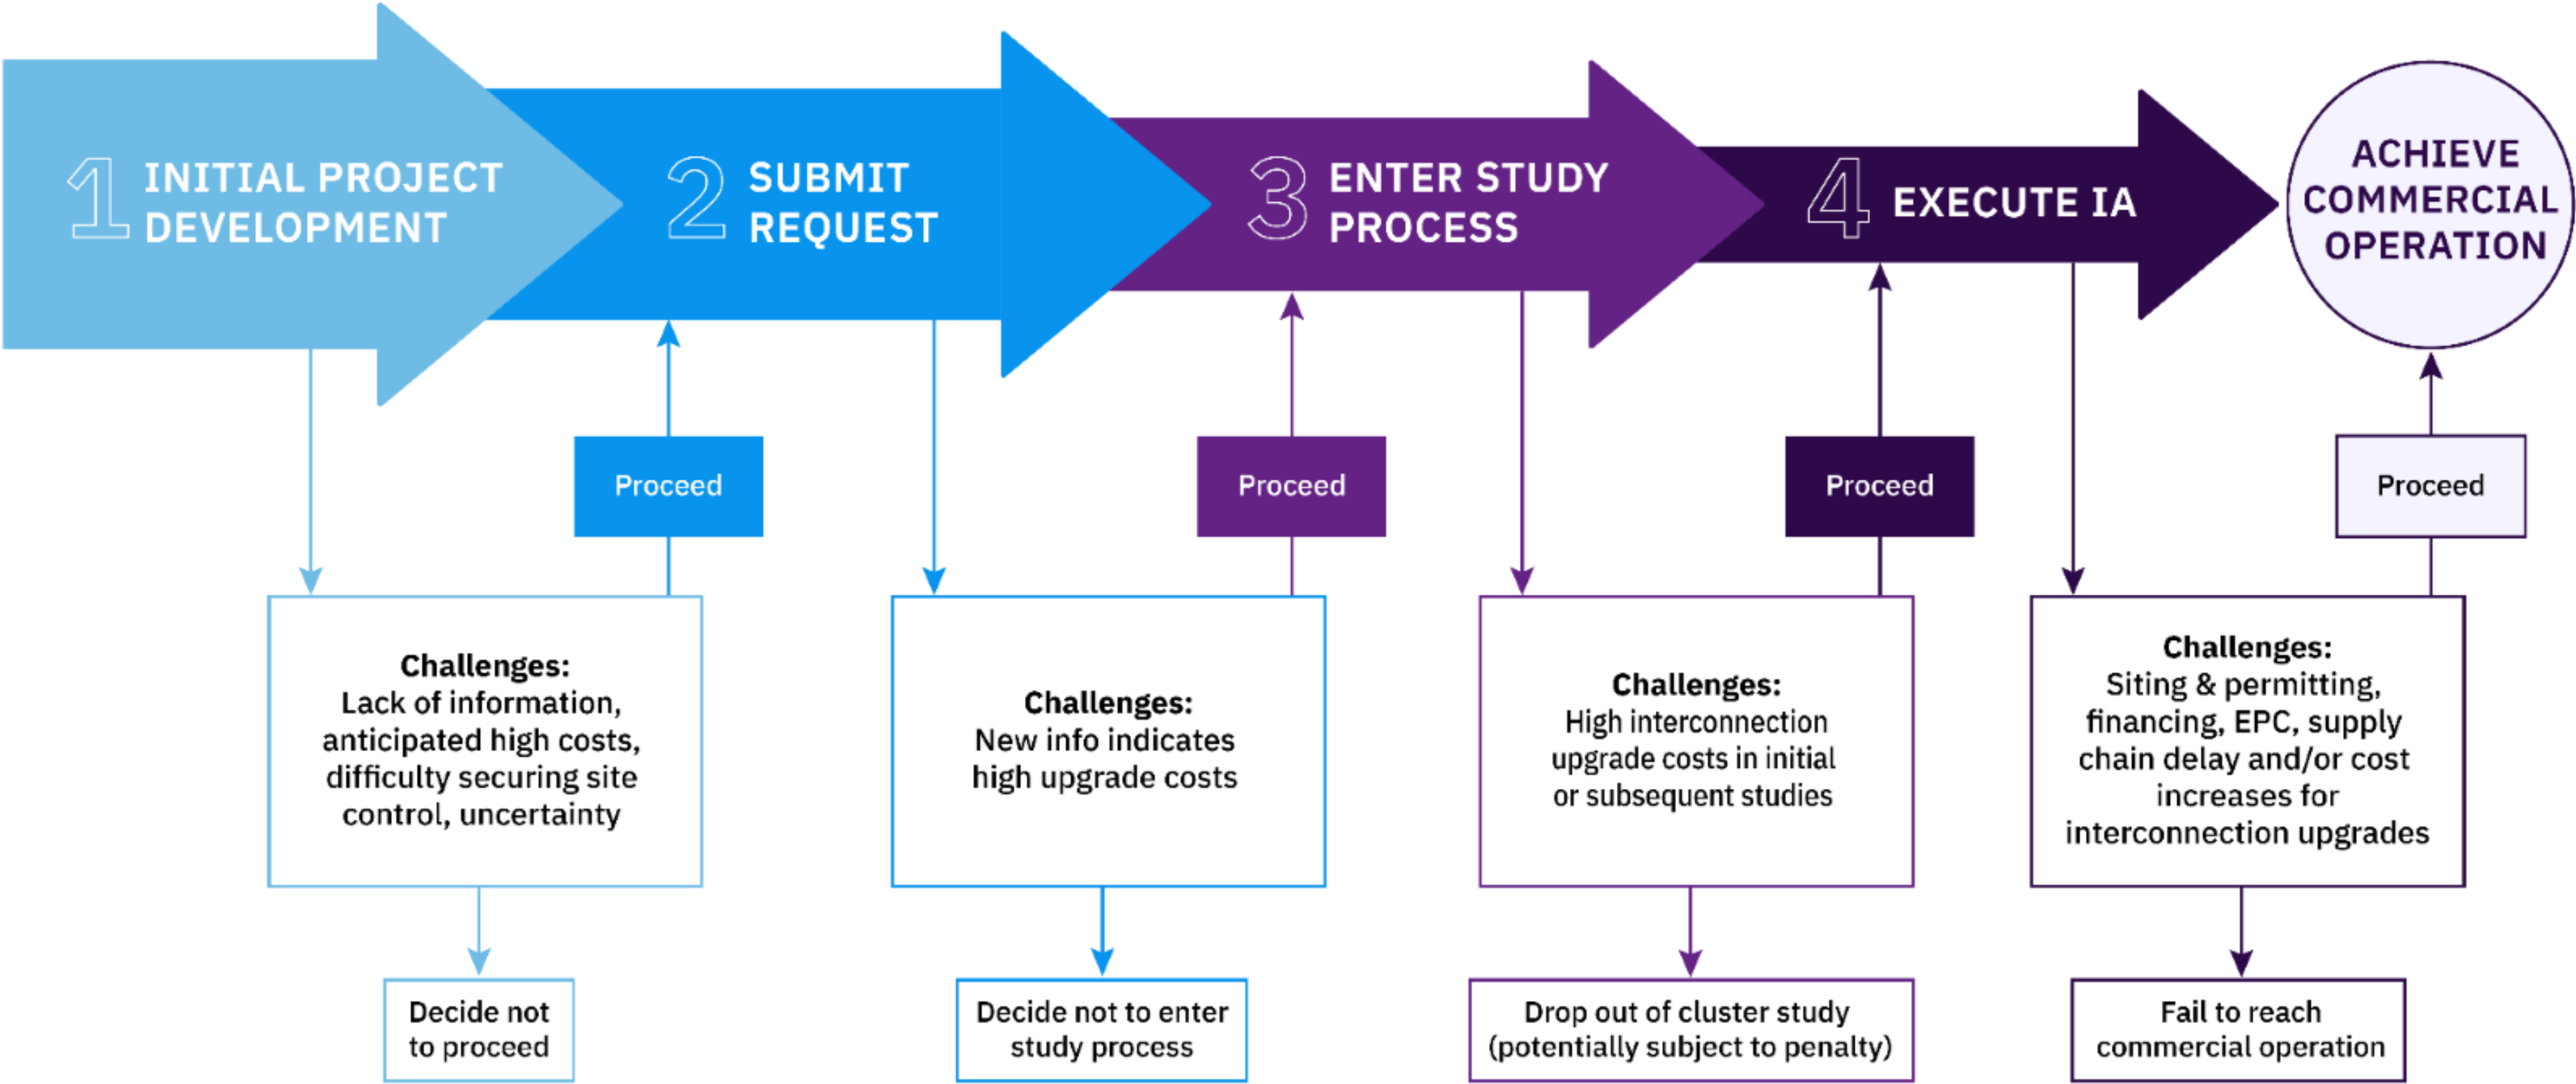 1 INITIAL PROJECT
DEVELOPMENT
2 SUBMIT
REQUEST
3 ENTER STUDY
PROCESS
4 EXECUTE IA
ACHIEVE
COMMERCIAL
OPERATION
Proceed
Proceed
Proceed
Proceed
Challenges:
Lack of information,
anticipated high costs,
difficulty securing site
control, uncertainty
Challenges:
New info indicates
high upgrade costs
Challenges:
High interconnection
upgrade costs in initial
or subsequent studies
Challenges:
Siting & permitting,
financing, EPC, supply
chain delay and/or cost
increases for
interconnection upgrades
Decide not
to proceed
Decide not to enter
study process
Drop out of cluster study
(potentially subject to penalty)
Fail to reach
commercial operation